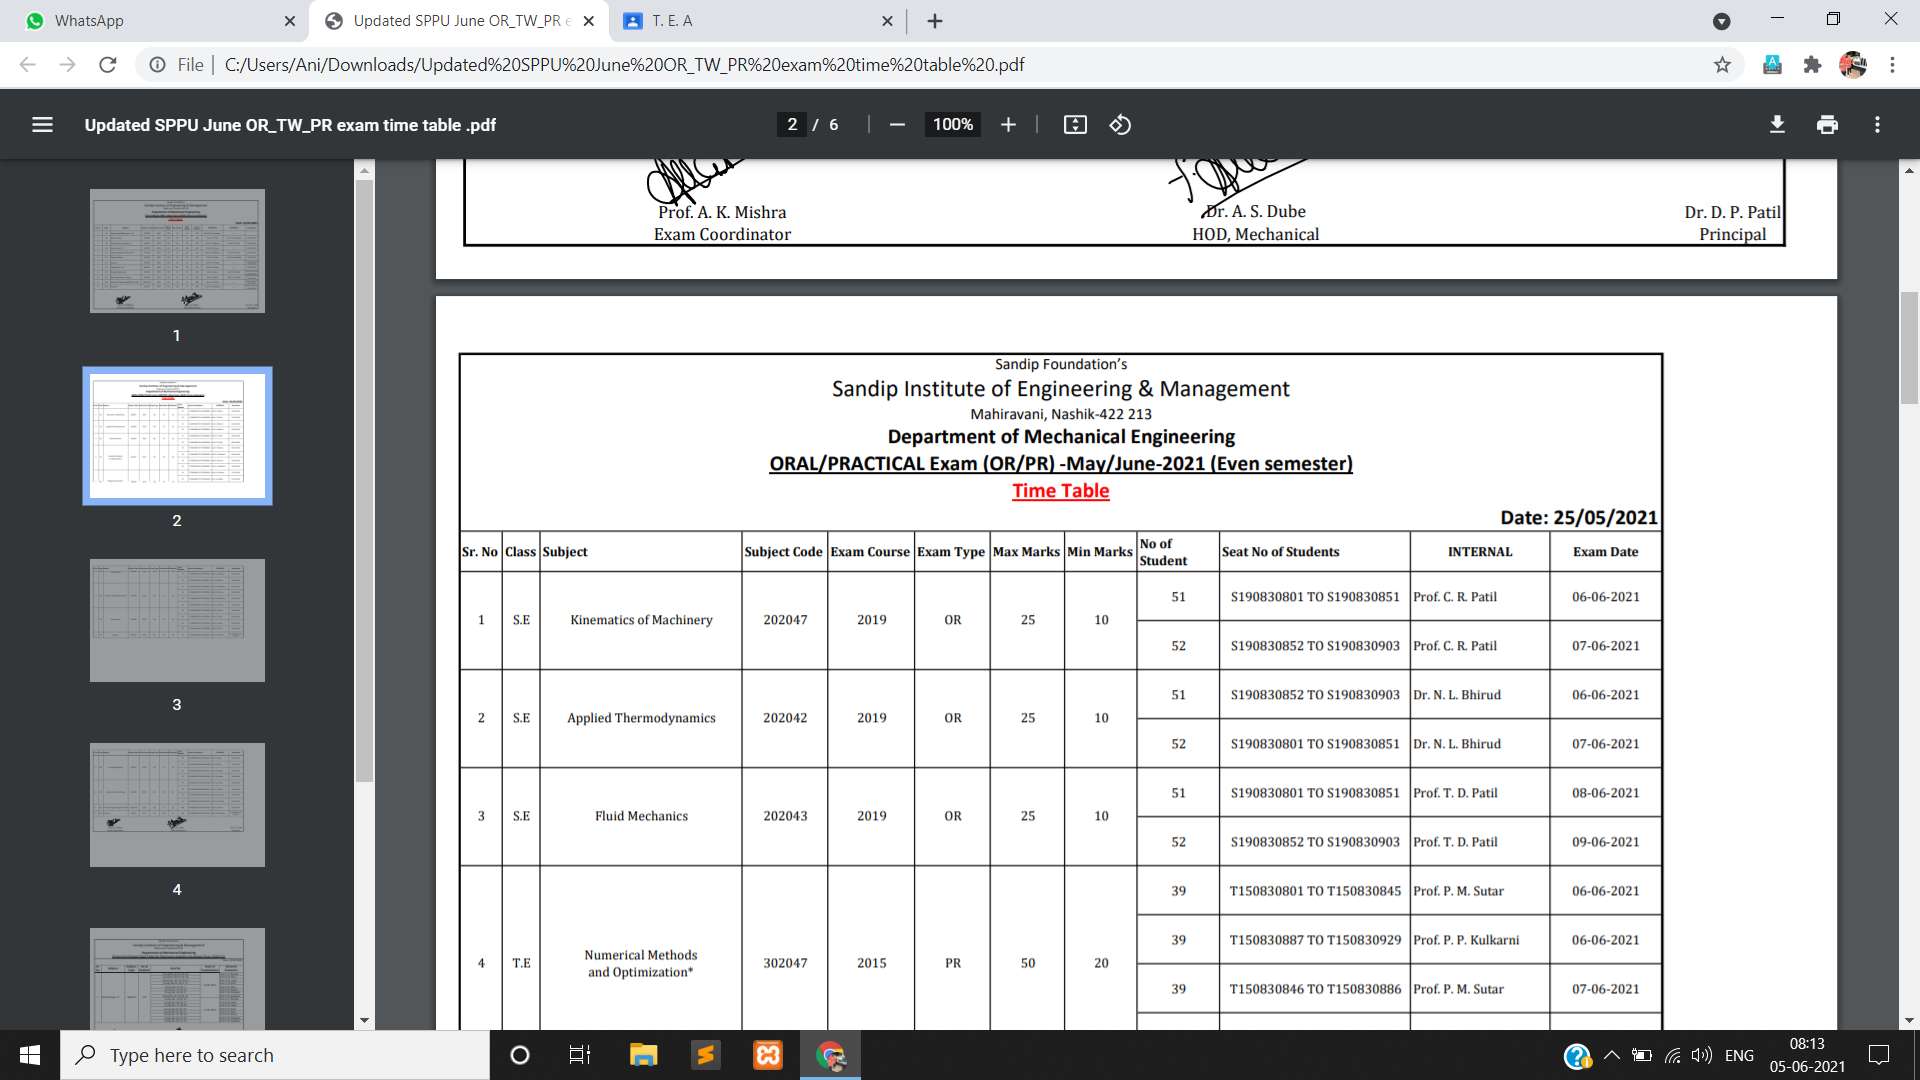 WhatsApp
Updated SPPU June OR_TW_PR e
T. E. A
File
C:/Users/Ani/Downloads/Updated%20SPPU%20June%20OR_TW_PR%20exam%20time%20table%20.pdf
Updated SPPU June OR_TW_PR exam time table .pdf
2 / 6
100%
1
2
3
4
Prof. A. K. Mishra Dr. A. S. Dube Dr. D. P. Patil
Exam Coordinator HOD, Mechanical Principal
Sandip Foundation's
Sandip Institute of Engineering & Management
Mahiravani, Nashik-422 213
Department of Mechanical Engineering
ORAL/PRACTICAL Exam (OR/PR) -May/June-2021 (Even semester)
Time Table
Date: 25/05/2021
Sr. No Class Subject Subject Code Exam Course Exam Type Max Marks Min Marks No of Student Seat No of Students INTERNAL Exam Date
1 S.E Kinematics of Machinery 202047 2019 OR 25 10
51 S190830801 TO S190830851 Prof. C. R. Patil 06-06-2021
52 S190830852 TO S190830903 Prof. C. R. Patil 07-06-2021
2 S.E Applied Thermodynamics 202042 2019 OR 25 10
51 S190830852 TO S190830903 Dr. N. L. Bhirud 06-06-2021
52 S190830801 TO S190830851 Dr. N. L. Bhirud 07-06-2021
3 S.E Fluid Mechanics 202043 2019 OR 25 10
51 S190830801 TO S190830851 Prof. T. D. Patil 08-06-2021
52 S190830852 TO S190830903 Prof. T. D. Patil 09-06-2021
4 T.E Numerical Methods and Optimization* 302047 2015 PR 50 20
39 T150830801 TO T150830845 Prof. P. M. Sutar 06-06-2021
39 T150830887 TO T150830929 Prof. P. P. Kulkarni 06-06-2021
39 T150830846 TO T150830886 Prof. P. M. Sutar 07-06-2021
Type here to search
ENG
08:13
05-06-2021